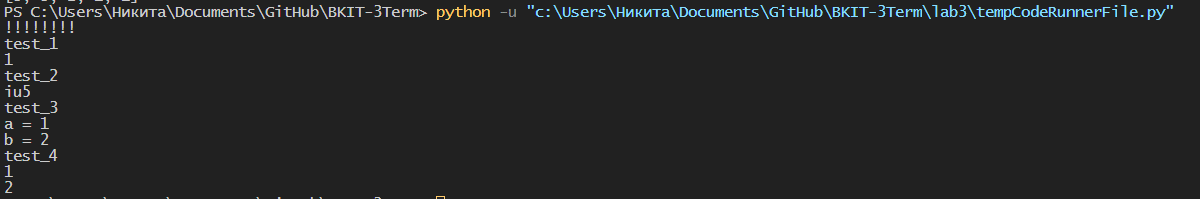 PS C:\Users\Никита\Documents\GitHub\BKIT-3Term> python -u "c:\Users\Никита\Documents\GitHub\BKIT-3Term\lab3\tempCodeRunnerFile.py"
!!!!!!!!
test_1
1
test_2
iu5
test_3
a = 1
b = 2
test_4
1
2